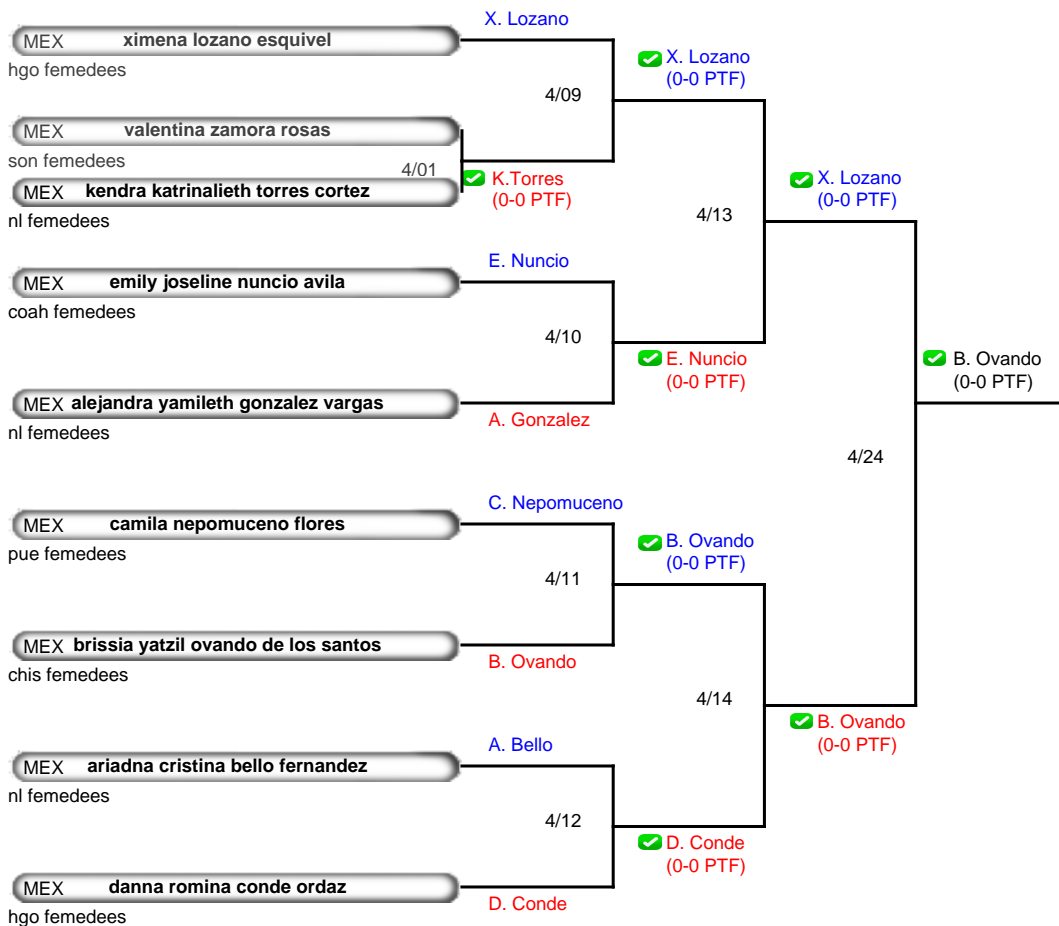 X. Lozano
MEX ximena lozano esquivel
hgo femedees
X. Lozano
(0-0 PTF)
4/09
MEX valentina zamora rosas
son femedees
4/01
K.Torres
(0-0 PTF)
MEX kendra katrinalieth torres cortez
nl femedees
X. Lozano
(0-0 PTF)
4/13
E. Nuncio
MEX emily joseline nuncio avila
coah femedees
4/10
E. Nuncio
(0-0 PTF)
B. Ovando
(0-0 PTF)
MEX alejandra yamileth gonzalez vargas
A. Gonzalez
nl femedees
4/24
C. Nepomuceno
MEX camila nepomuceno flores
pue femedees
B. Ovando
(0-0 PTF)
4/11
MEX brissia yatzil ovando de los santos
B. Ovando
chis femedees
4/14
B. Ovando
(0-0 PTF)
A. Bello
MEX ariadna cristina bello fernandez
nl femedees
4/12
D. Conde
(0-0 PTF)
MEX danna romina conde ordaz
D. Conde
hgo femedees